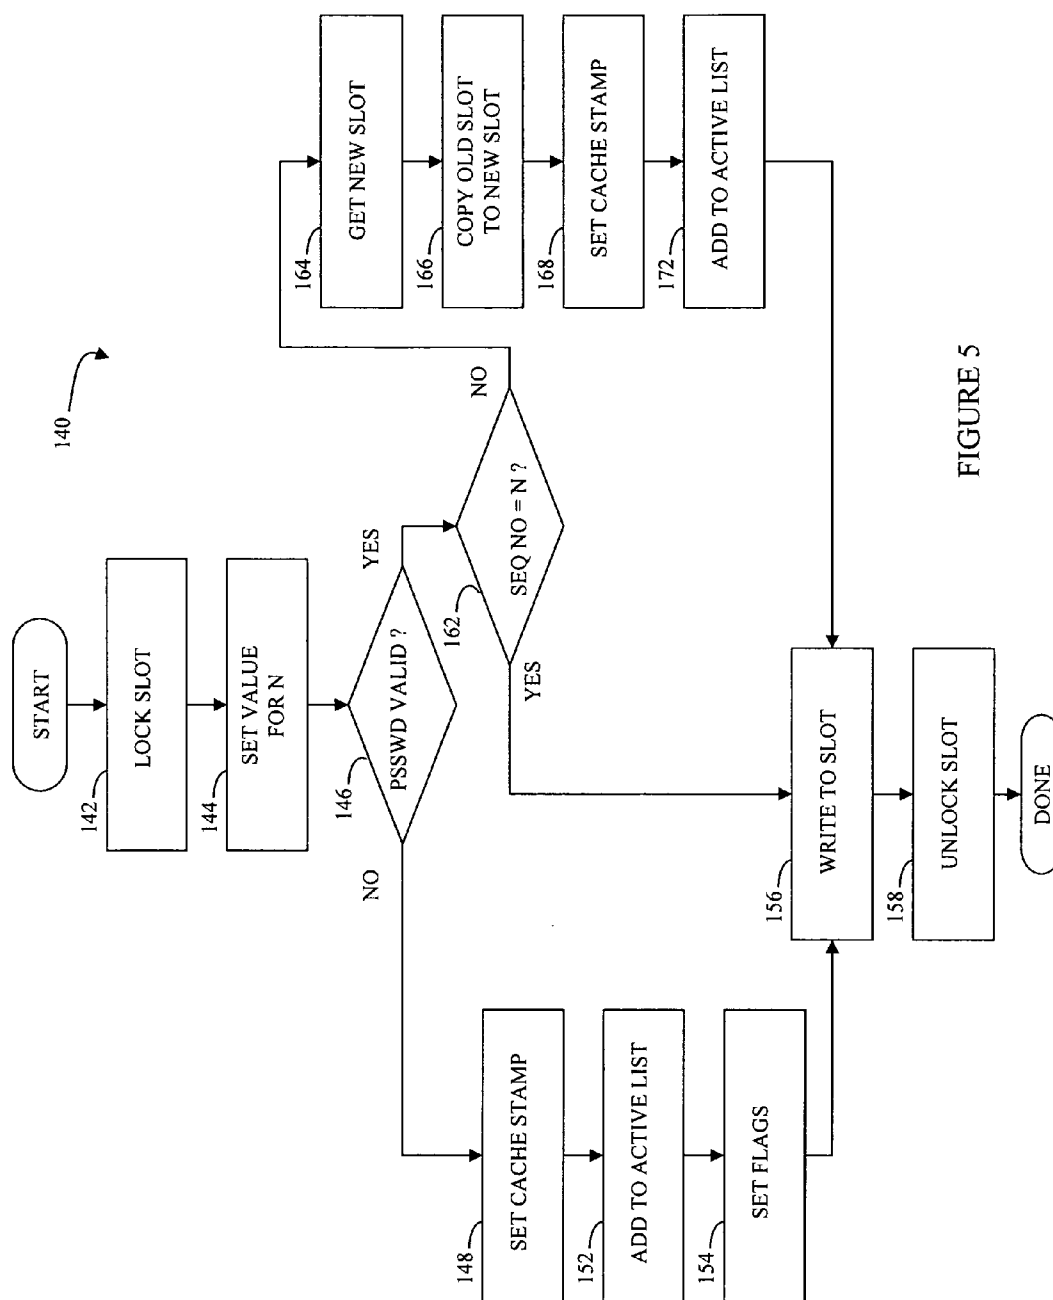 140
START
142
LOCK SLOT
144
SET VALUE
FOR N
146
PSSWD VALID ?
NO
YES
162
SEQ NO = N ?
YES
NO
148
SET CACHE STAMP
152
ADD TO ACTIVE LIST
154
SET FLAGS
164
GET NEW SLOT
166
COPY OLD SLOT
TO NEW SLOT
168
SET CACHE STAMP
172
ADD TO ACTIVE LIST
156
WRITE TO SLOT
158
UNLOCK SLOT
DONE
FIGURE 5